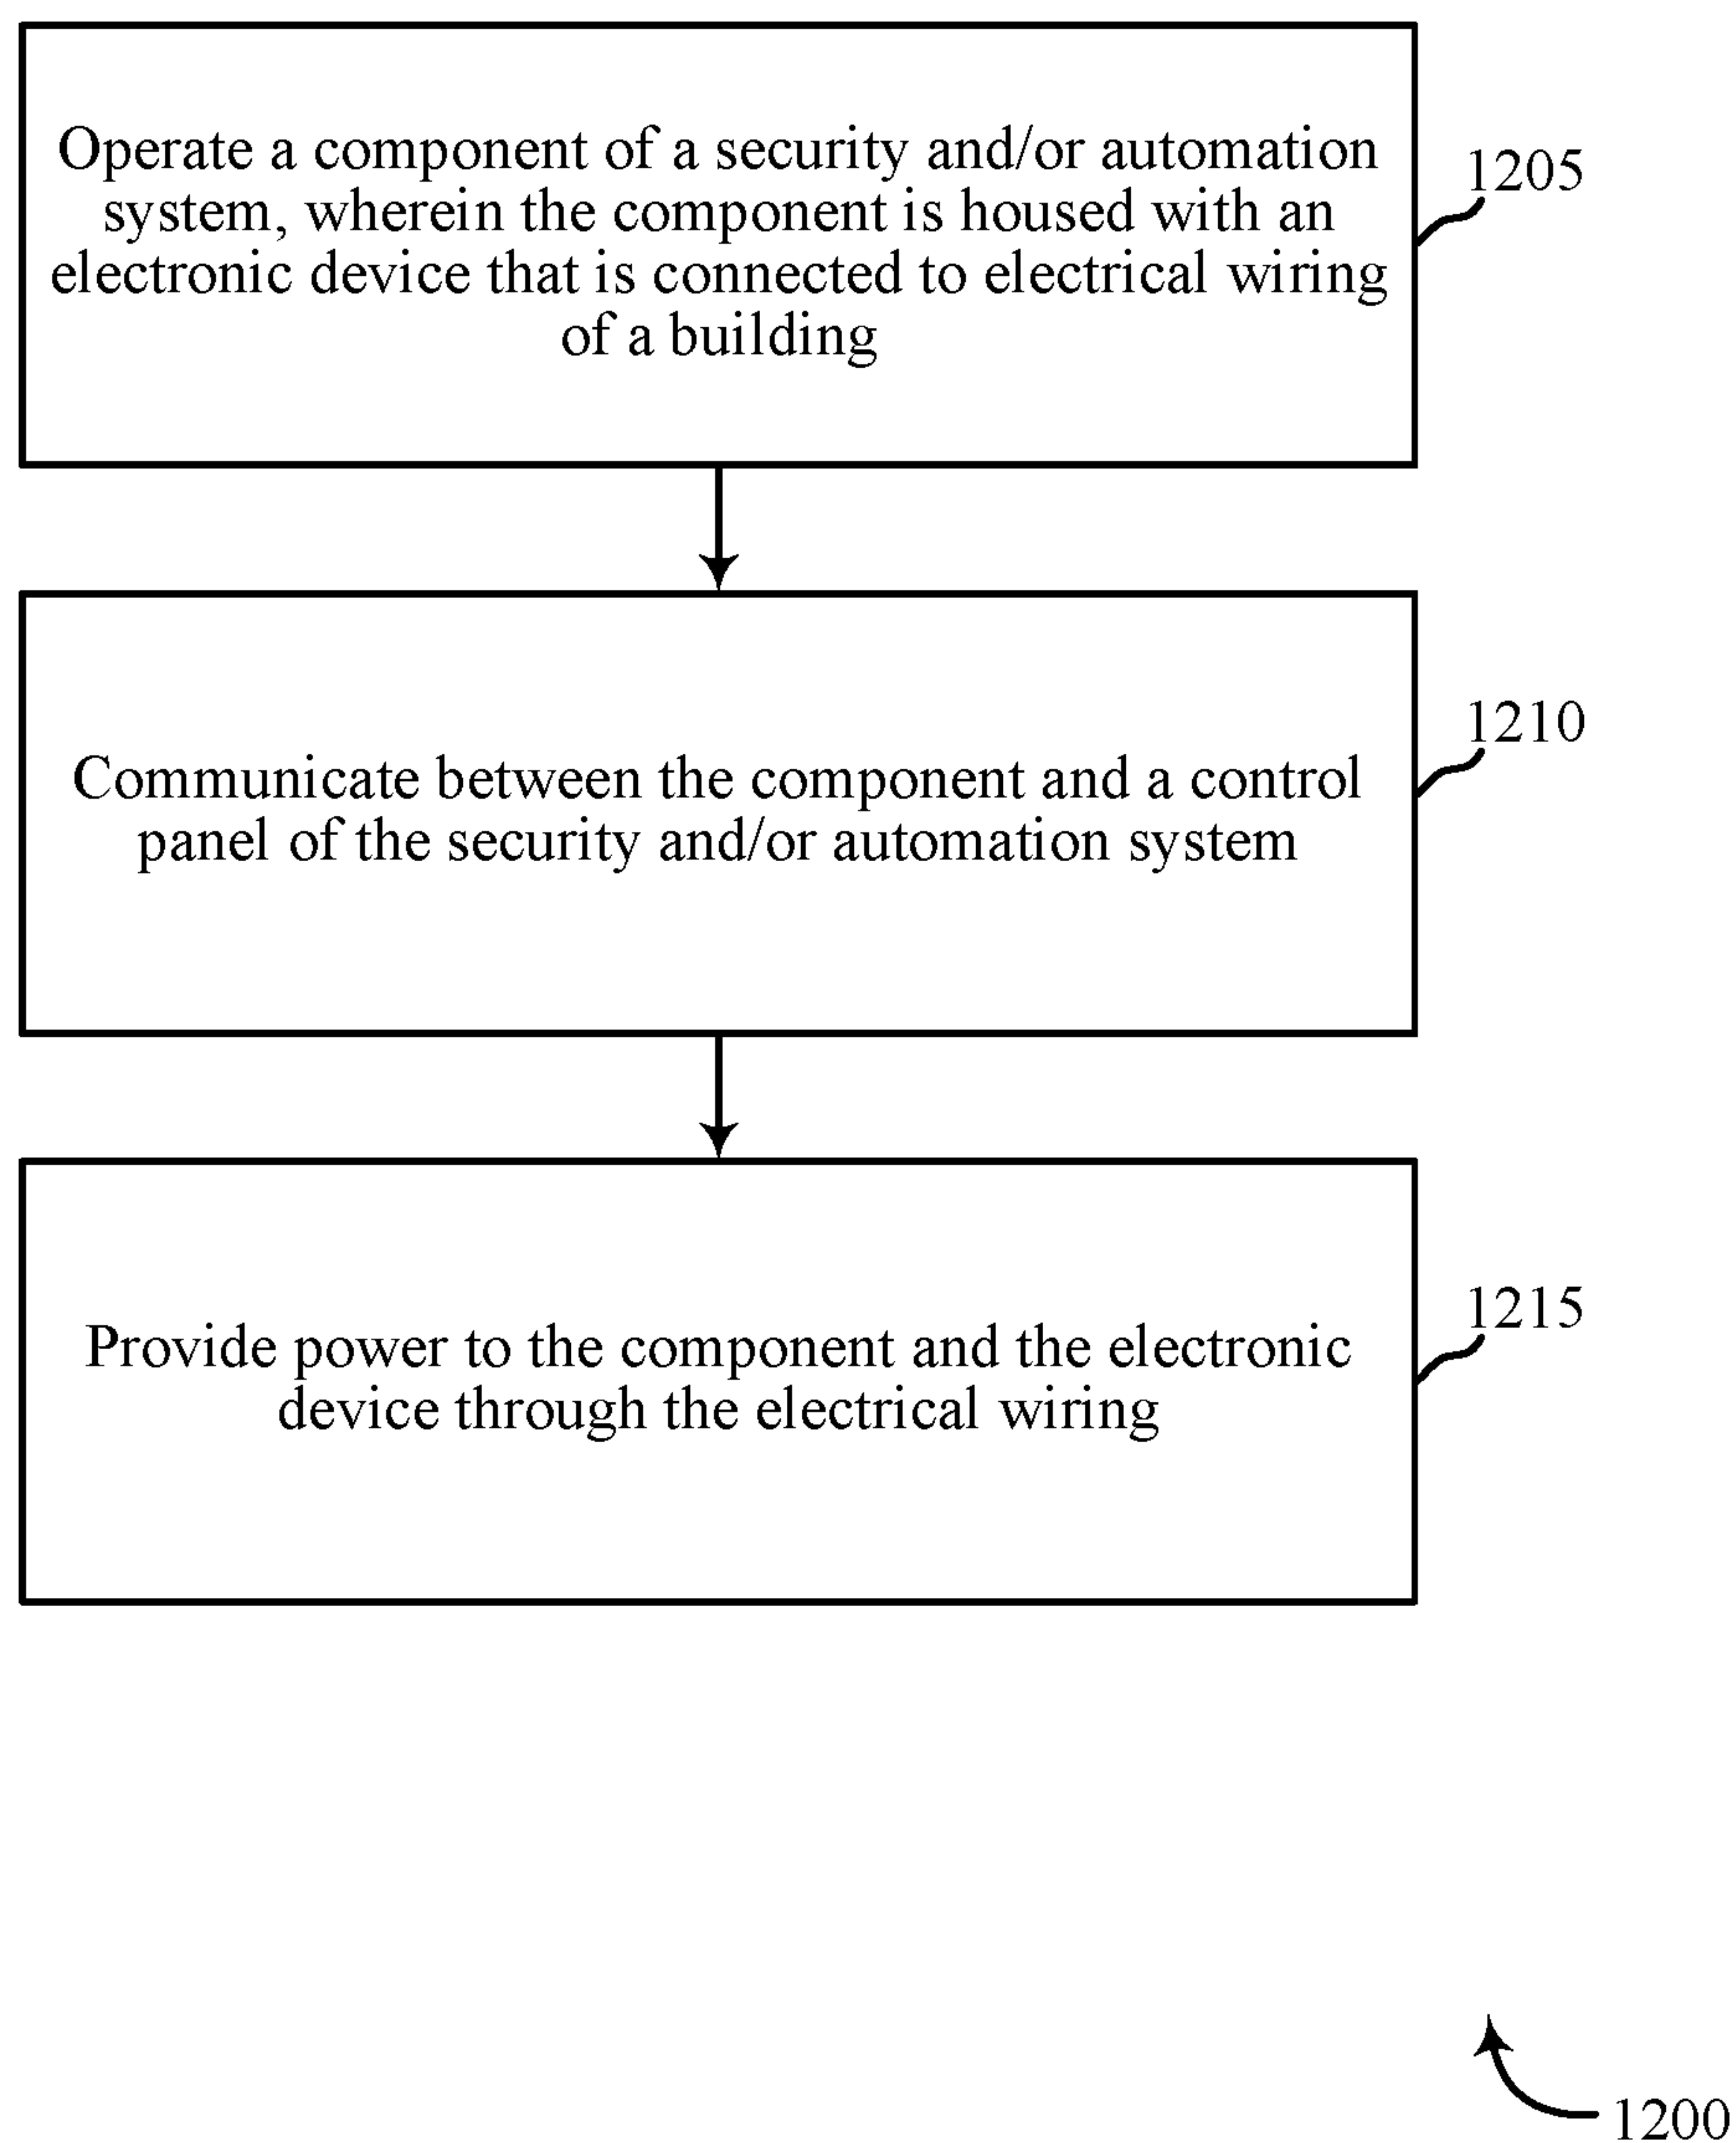 Operate a component of a security and/or automation
system, wherein the component is housed with an
electronic device that is connected to electrical wiring
of a building
1205
Communicate between the component and a control
panel of the security and/or automation system
1210
Provide power to the component and the electronic
device through the electrical wiring
1215
1200